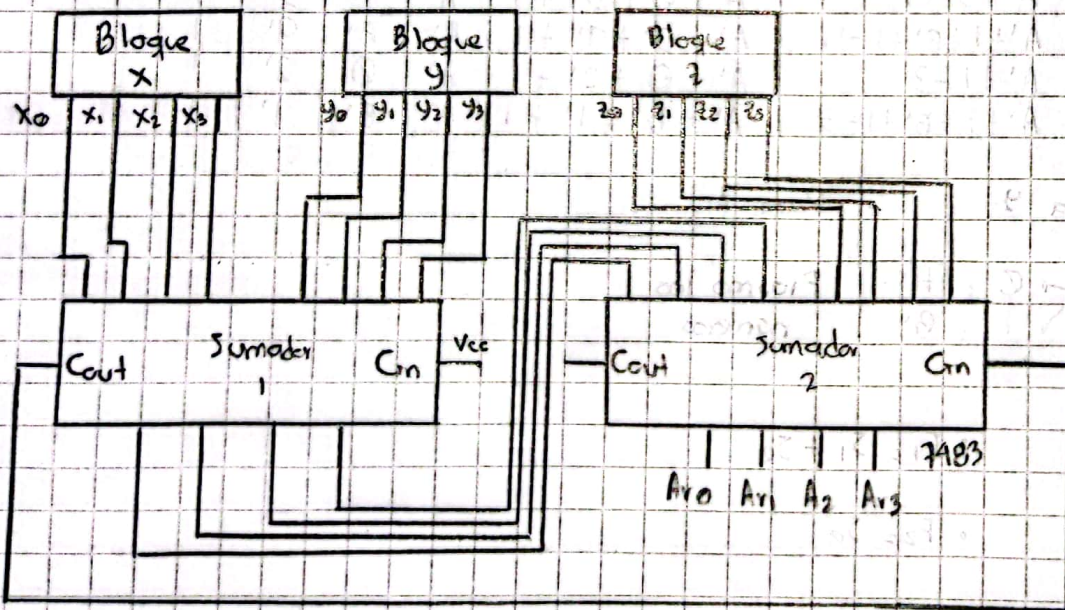 Bloque
X
Bloque
y
Bloque
z
X0 X1 X2 X3
y0 y1 y2 y3
z0 z1 z2 z3
Cout
Sumador
1
Cin
Vcc
Cout
Sumador
2
Cin
7483
Ar0 Ar1 A2 Ar3